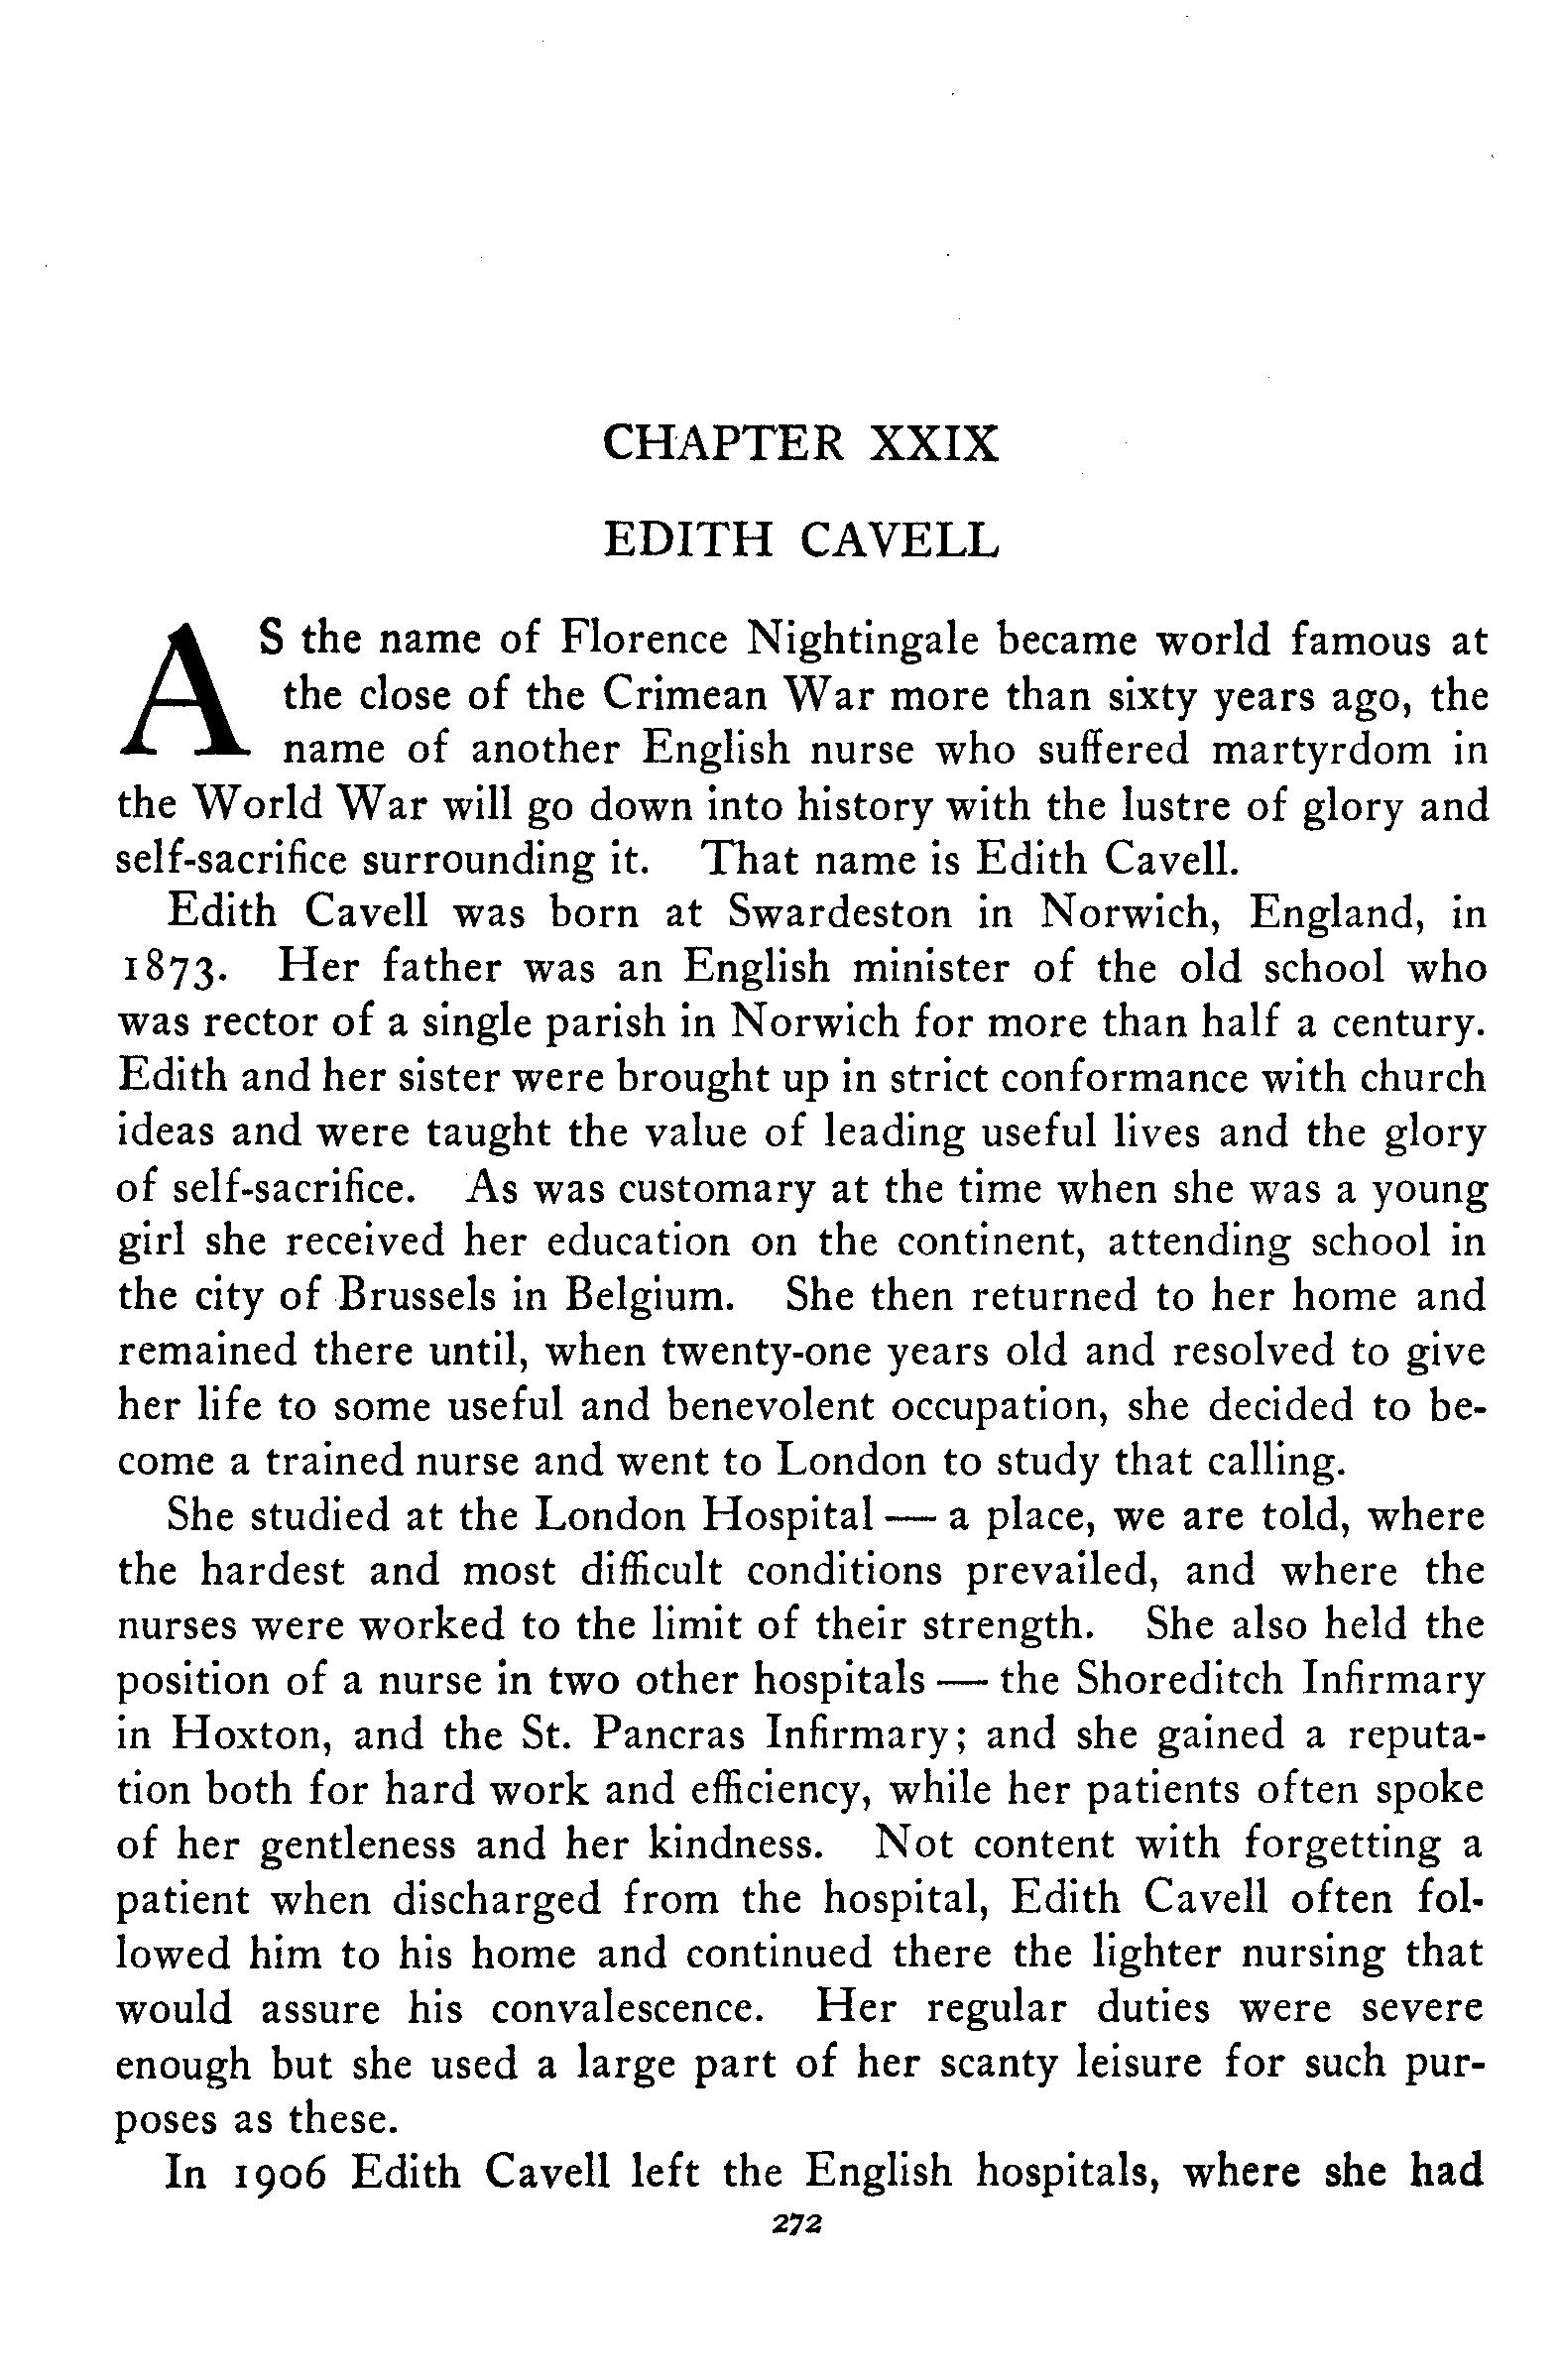 CHAPTER XXIX
EDITH CAVELL
AS the name of Florence Nightingale became world famous at
the close of the Crimean War more than sixty years ago, the
name of another English nurse who suffered martyrdom in
the World War will go down into history with the lustre of glory and
self-sacrifice surrounding it. That name is Edith Cavell.
Edith Cavell was born at Swardeston in Norwich, England, in
1873. Her father was an English minister of the old school who
was rector of a single parish in Norwich for more than half a century.
Edith and her sister were brought up in strict conformance with church
ideas and were taught the value of leading useful lives and the glory
of self-sacrifice. As was customary at the time when she was a young
girl she received her education on the continent, attending school in
the city of Brussels in Belgium. She then returned to her home and
remained there until, when twenty-one years old and resolved to give
her life to some useful and benevolent occupation, she decided to be-
come a trained nurse and went to London to study that calling.
She studied at the London Hospital — a place, we are told, where
the hardest and most difficult conditions prevailed, and where the
nurses were worked to the limit of their strength. She also held the
position of a nurse in two other hospitals — the Shoreditch Infirmary
in Hoxton, and the St. Pancras Infirmary; and she gained a reputa-
tion both for hard work and efficiency, while her patients often spoke
of her gentleness and her kindness. Not content with forgetting a
patient when discharged from the hospital, Edith Cavell often fol-
lowed him to his home and continued there the lighter nursing that
would assure his convalescence. Her regular duties were severe
enough but she used a large part of her scanty leisure for such pur-
poses as these.
In 1906 Edith Cavell left the English hospitals, where she had
272